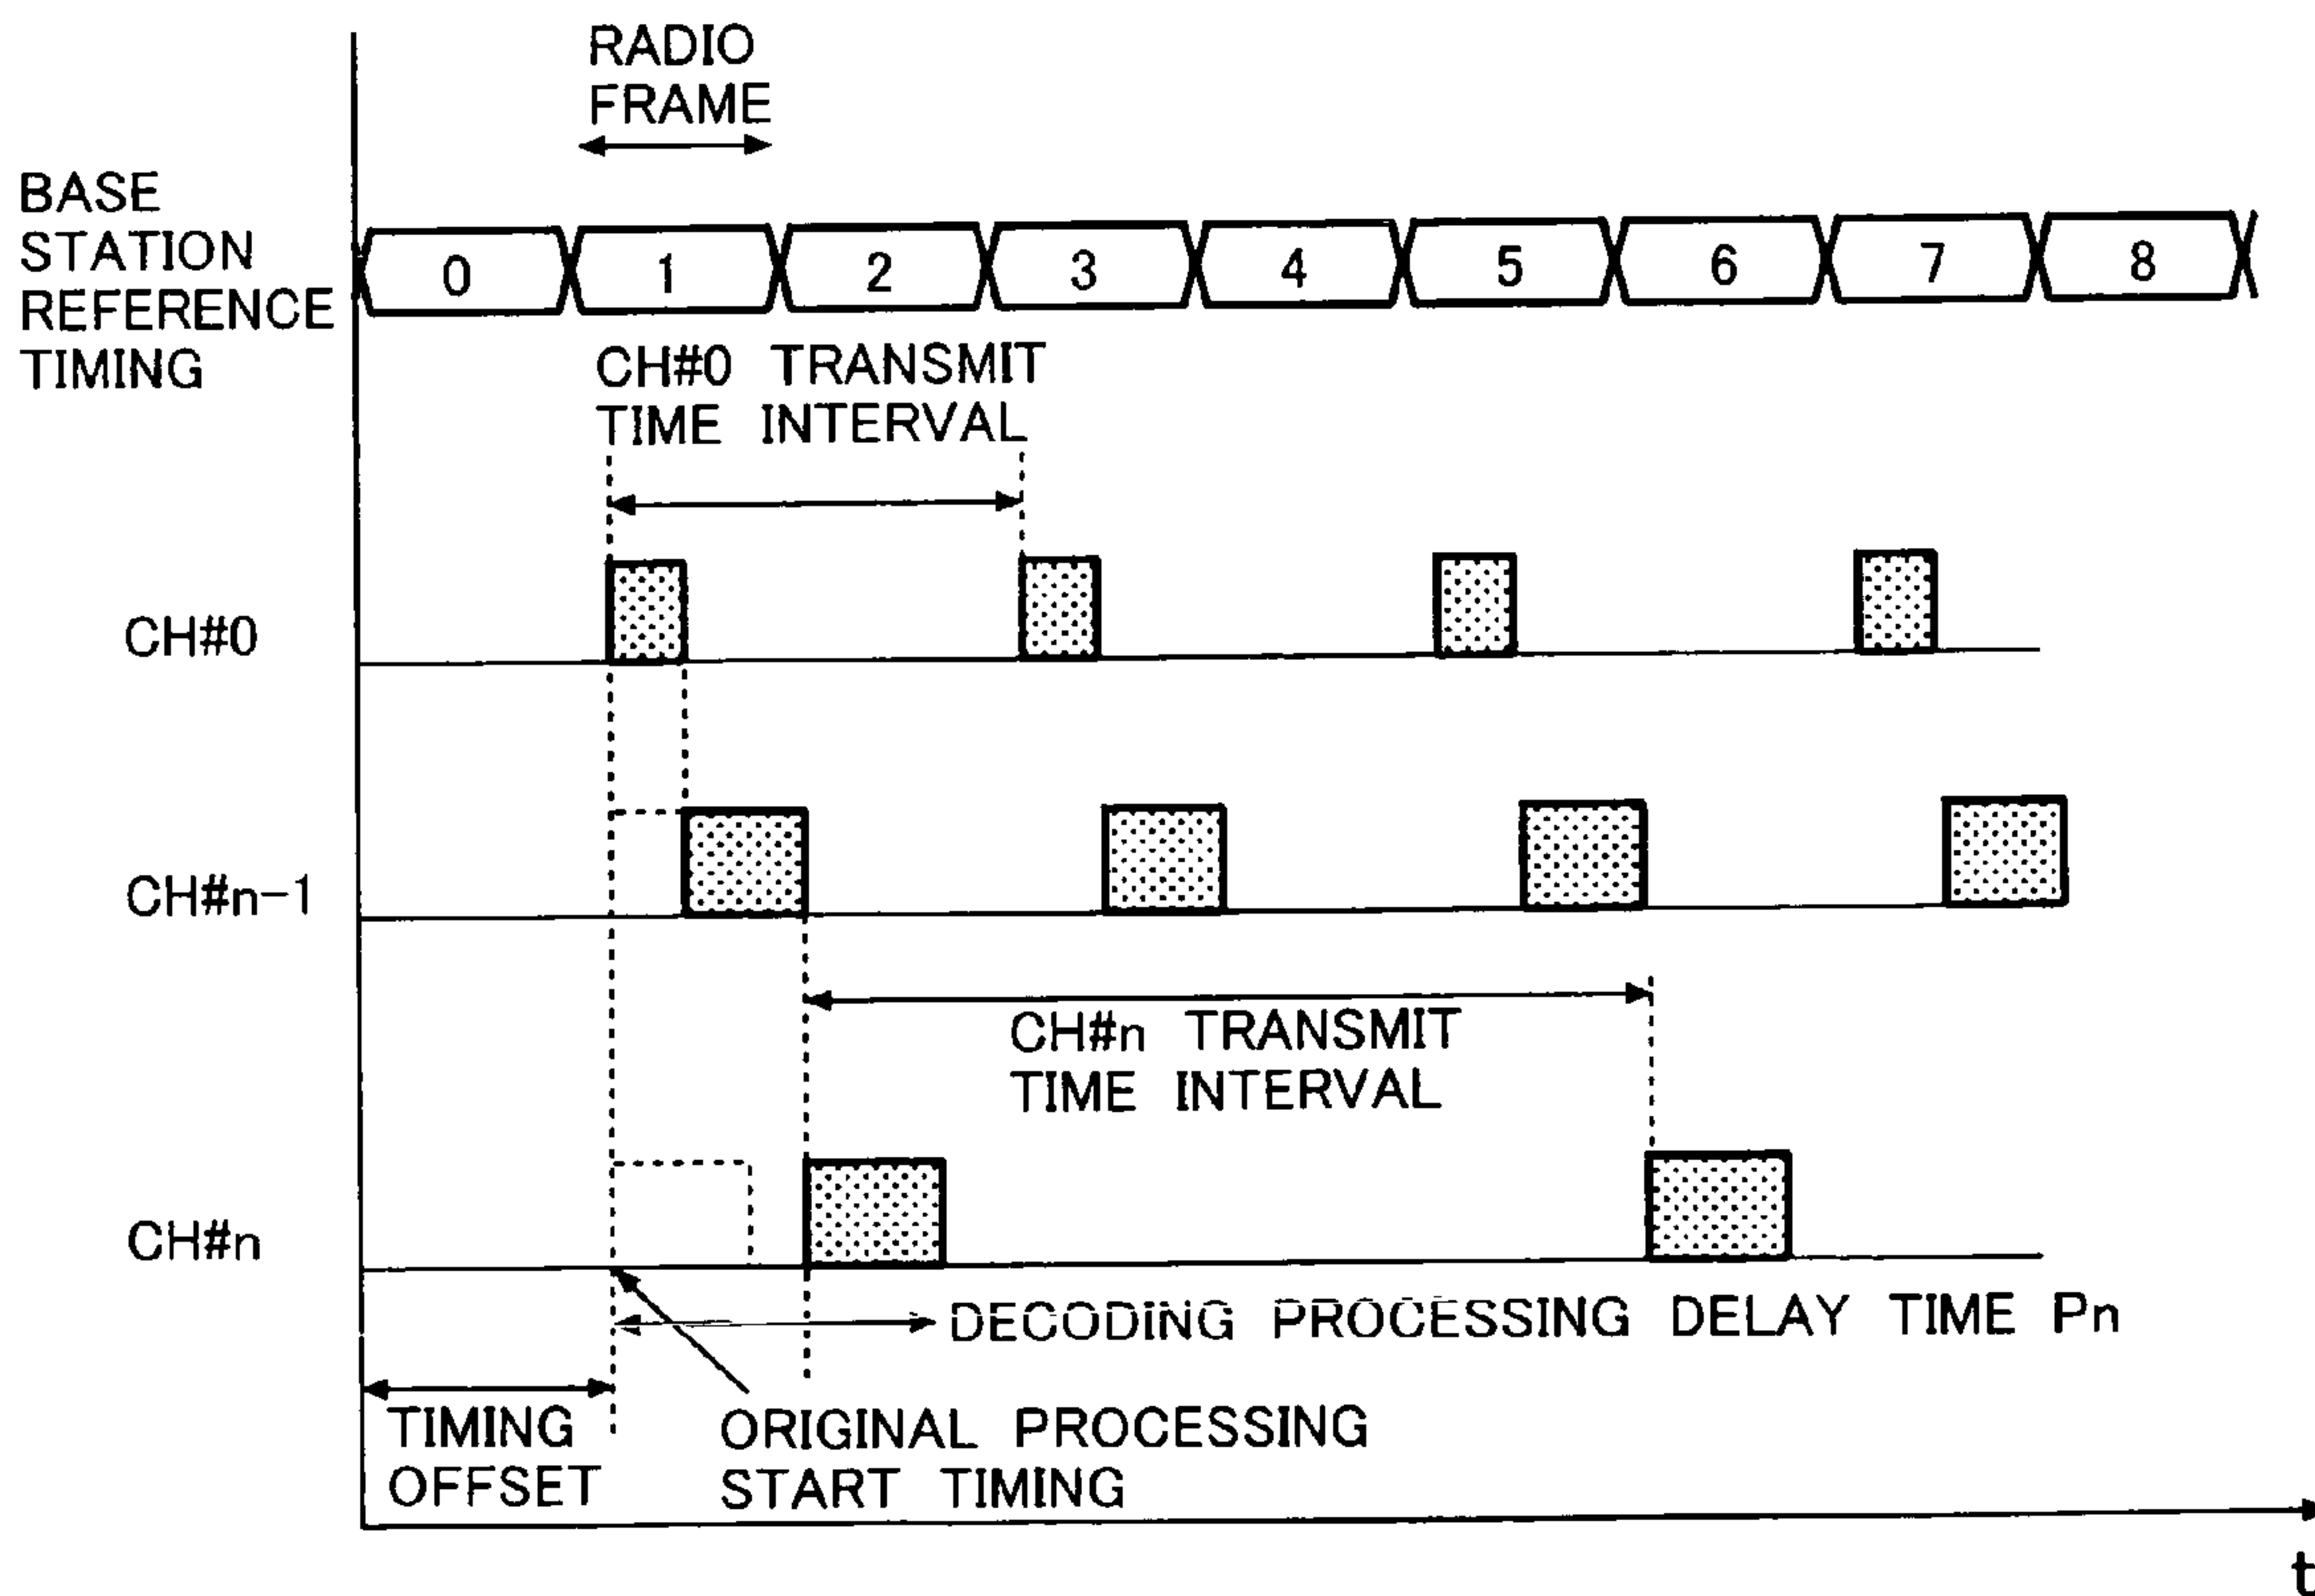 RADIO
FRAME
BASE
STATION
REFERENCE
TIMING
0 1 2 3 4 5 6 7 8
CH#0 TRANSMIT
TIME INTERVAL
CH#0
CH#n-1
CH#n TRANSMIT
TIME INTERVAL
CH#n
DECODING PROCESSING DELAY TIME Pn
TIMING
OFFSET
ORIGINAL PROCESSING
START TIMING
t